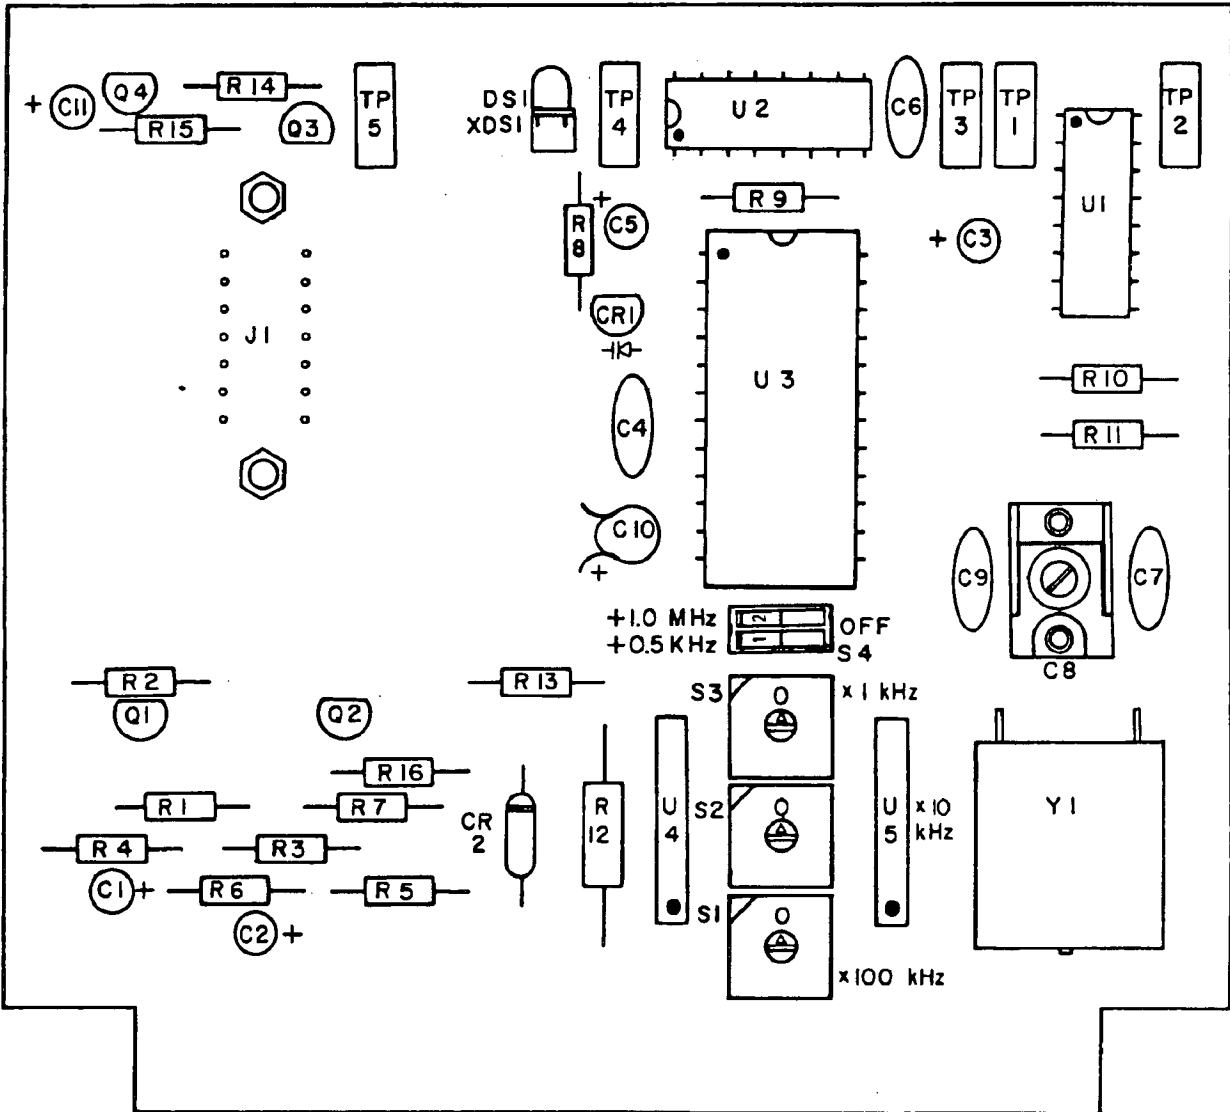 + C11
Q4
R14
R15
Q3
TP
5
DS1
XDS1
TP
4
U2
C6
TP
3
TP
1
TP
2
U1
R9
R
8
+
C5
+ C3
CR1
J1
U3
C4
R10
R11
C10
+
C9
C7
C8
+1.0 MHz
+0.5 KHz
2
1
OFF
S4
R2
Q1
Q2
R13
S3
0
x 1 kHz
R16
R1
R7
CR
2
R
12
U
4
S2
0
U
5
x10
kHz
Y1
R4
R3
C1 +
R6
R5
C2 +
S1
0
x100 kHz